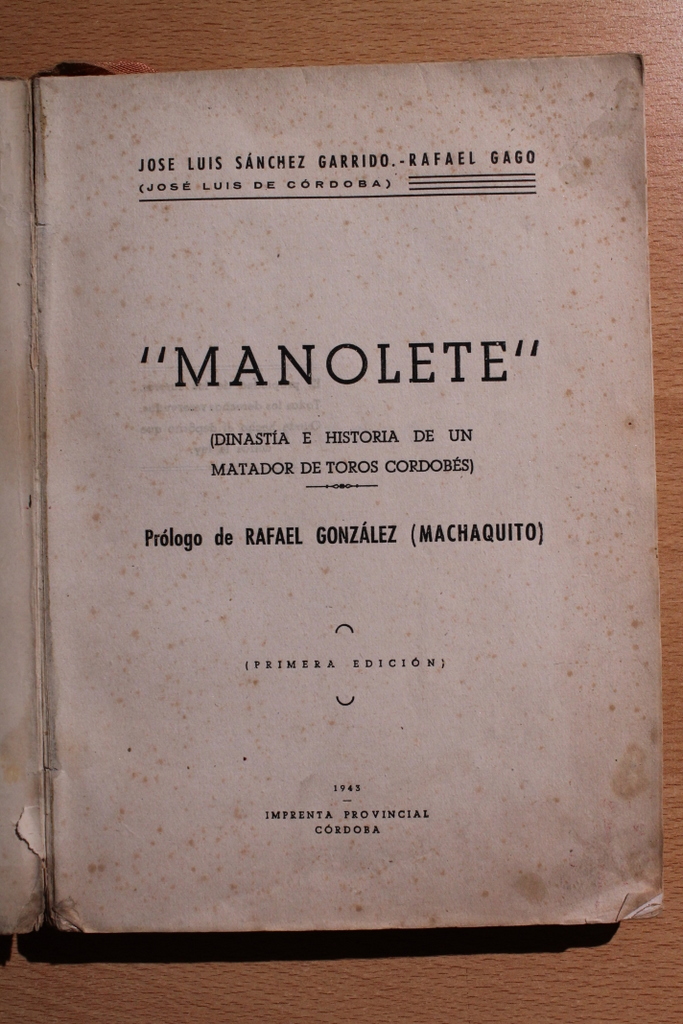 JOSE LUIS SÁNCHEZ GARRIDO.-RAFAEL GAGO
(JOSÉ LUIS DE CÓRDOBA)
"MANOLETE"
(DINASTÍA E HISTORIA DE UN
MATADOR DE TOROS CORDOBÉS)
Prólogo de RAFAEL GONZÁLEZ (MACHAQUITO)
(PRIMERA EDICIÓN)
1943
IMPRENTA PROVINCIAL
CÓRDOBA